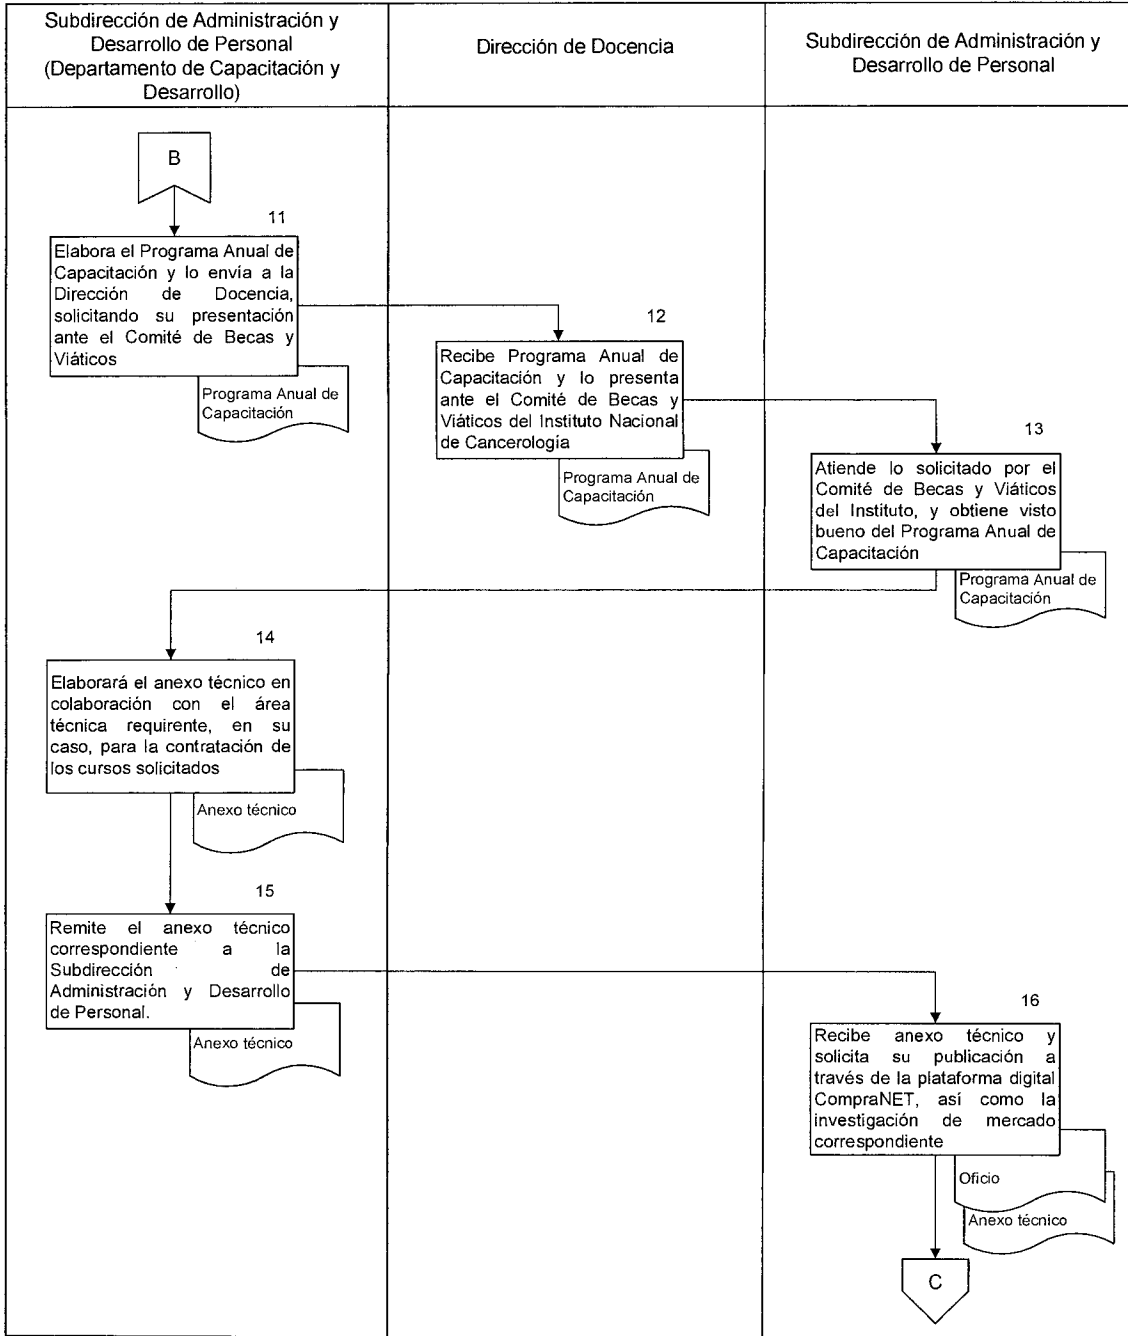 Subdirección de Administración y
Desarrollo de Personal
(Departamento de Capacitación y
Desarrollo)
Dirección de Docencia
Subdirección de Administración y
Desarrollo de Personal
B
11
Elabora el Programa Anual de
Capacitación y lo envía a la
Dirección de Docencia,
solicitando su presentación
ante el Comité de Becas y
Viáticos
Programa Anual de
Capacitación
12
Recibe Programa Anual de
Capacitación y lo presenta
ante el Comité de Becas y
Viáticos del Instituto Nacional
de Cancerología
Programa Anual de
Capacitación
13
Atiende lo solicitado por el
Comité de Becas y Viáticos
del Instituto, y obtiene visto
bueno del Programa Anual de
Capacitación
Programa Anual de
Capacitación
14
Elaborará el anexo técnico en
colaboración con el área
técnica requirente, en su
caso, para la contratación de
los cursos solicitados
Anexo técnico
15
Remite el anexo técnico
correspondiente a la
Subdirección de
Administración y Desarrollo
de Personal.
Anexo técnico
16
Recibe anexo técnico y
solicita su publicación a
través de la plataforma digital
CompraNET, así como la
investigación de mercado
correspondiente
Oficio
Anexo técnico
C